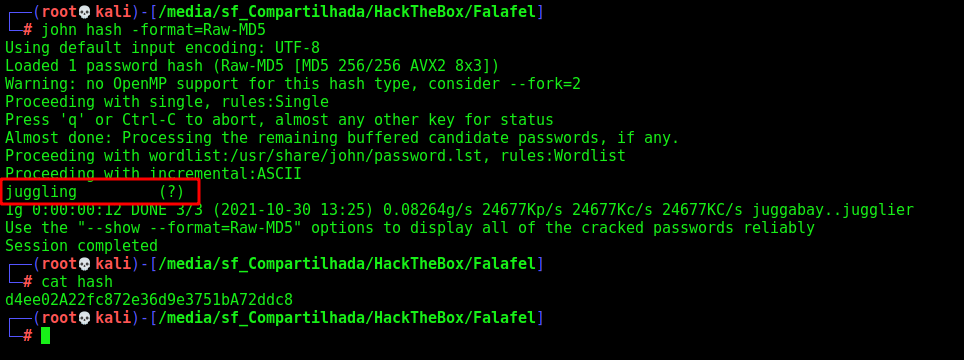 ┌──(root💀kali)-[/media/sf_Compartilhada/HackTheBox/Falafel]
└─# john hash -format=Raw-MD5
Using default input encoding: UTF-8
Loaded 1 password hash (Raw-MD5 [MD5 256/256 AVX2 8x3])
Warning: no OpenMP support for this hash type, consider --fork=2
Proceeding with single, rules:Single
Press 'q' or Ctrl-C to abort, almost any other key for status
Almost done: Processing the remaining buffered candidate passwords, if any.
Proceeding with wordlist:/usr/share/john/password.lst, rules:Wordlist
Proceeding with incremental:ASCII
juggling         (?)
1g 0:00:00:12 DONE 3/3 (2021-10-30 13:25) 0.08264g/s 24677Kp/s 24677Kc/s 24677KC/s juggabay..jugglier
Use the "--show --format=Raw-MD5" options to display all of the cracked passwords reliably
Session completed
┌──(root💀kali)-[/media/sf_Compartilhada/HackTheBox/Falafel]
└─# cat hash
d4ee02A22fc872e36d9e3751bA72ddc8
┌──(root💀kali)-[/media/sf_Compartilhada/HackTheBox/Falafel]
└─#